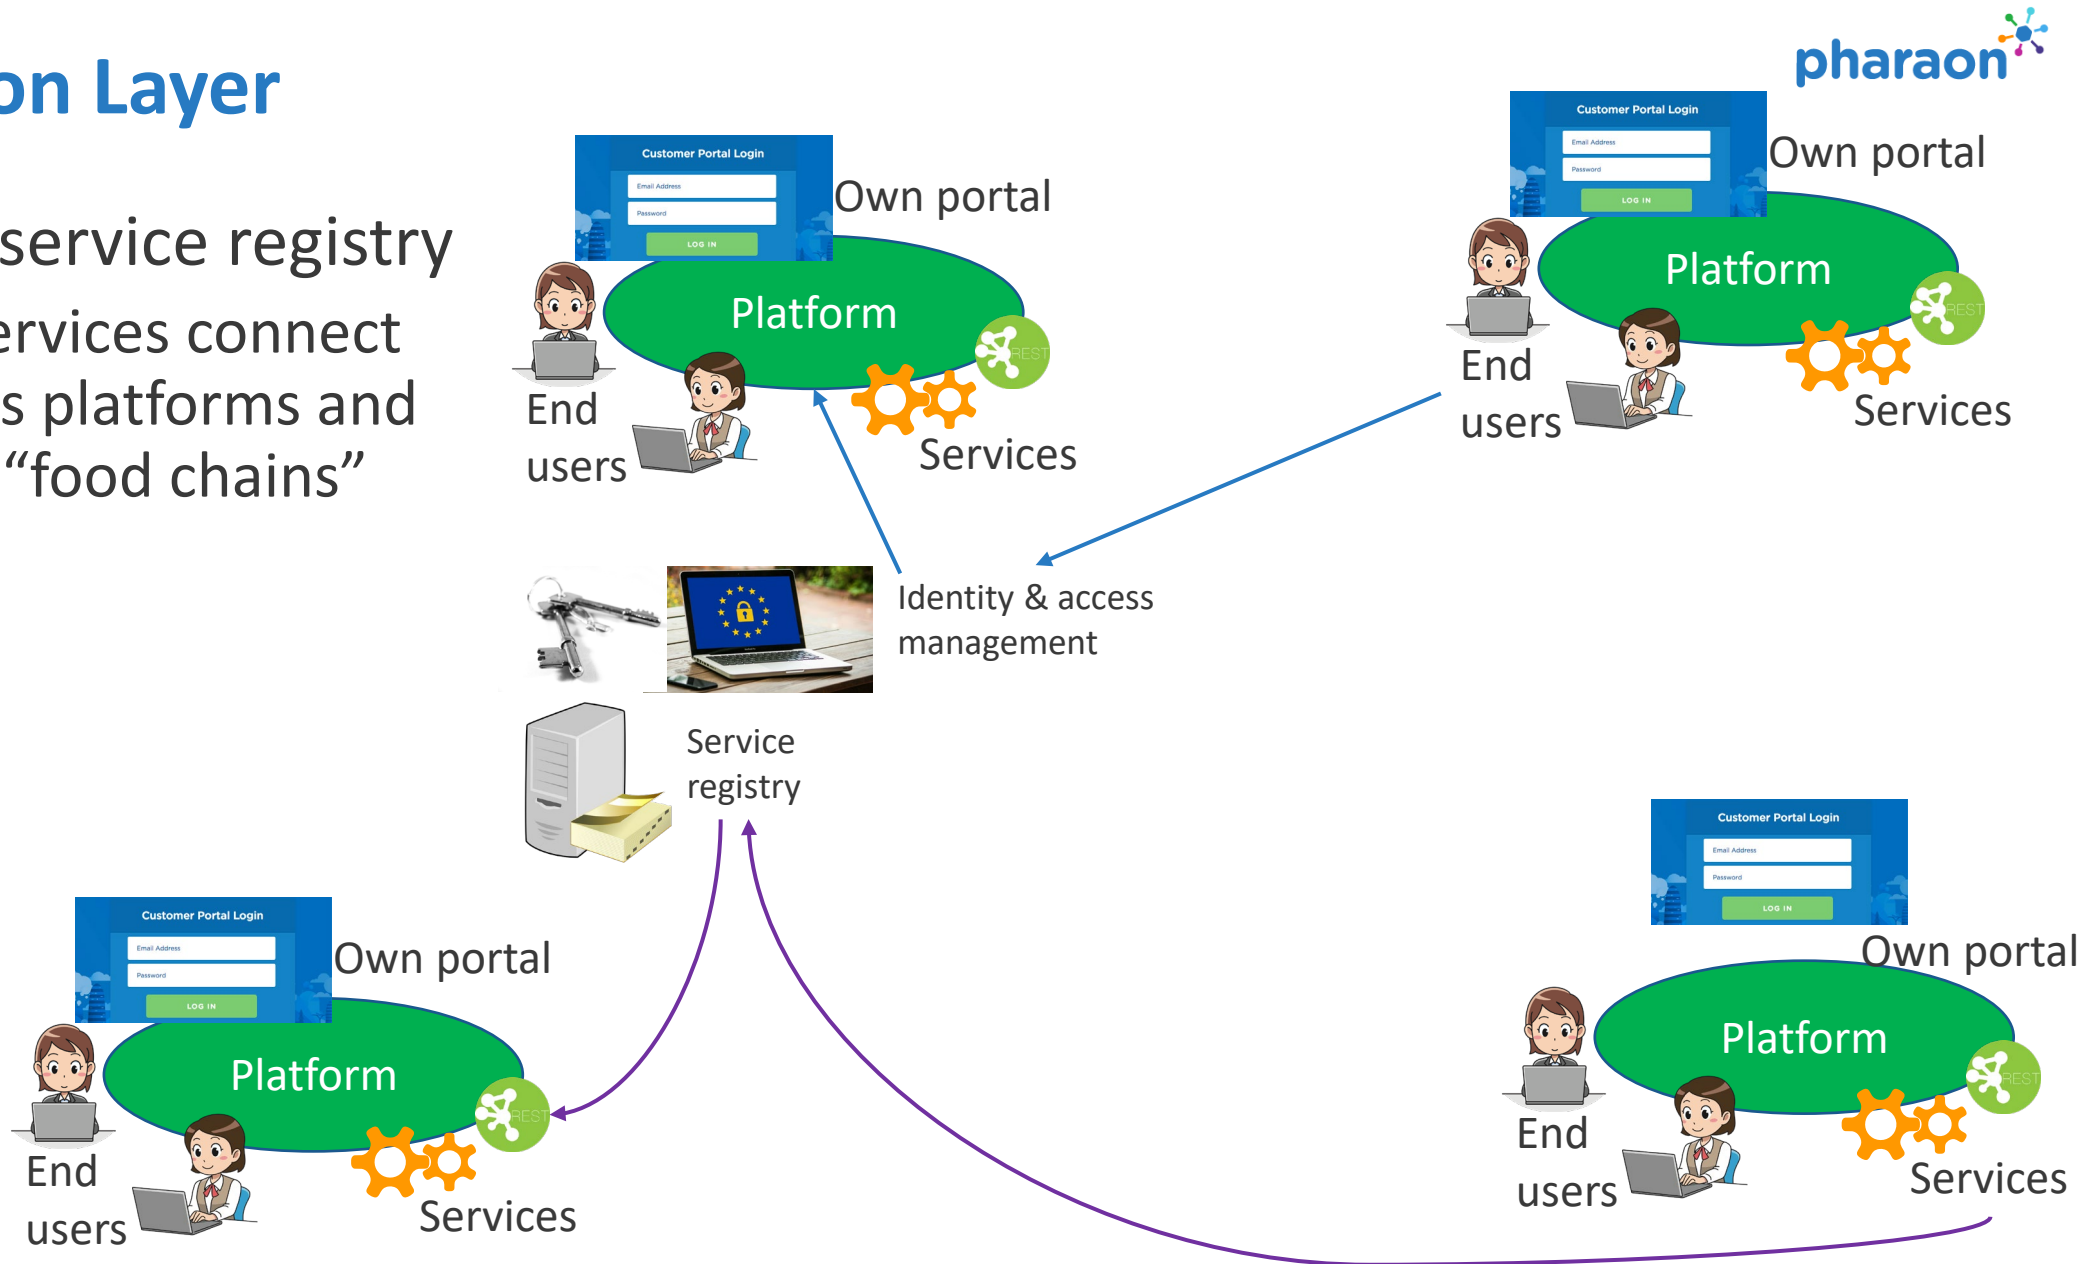 pharaon
on Layer
service registry
ervices connect
s platforms and
“food chains”
Customer Portal Login
Email Address
Password
LOG IN
Own portal
Platform
REST
End
users
Services
Customer Portal Login
Email Address
Password
LOG IN
Own portal
Platform
REST
End
users
Services
Identity & access
management
Service
registry
Customer Portal Login
Email Address
Password
LOG IN
Own portal
Platform
REST
End
users
Services
Customer Portal Login
Email Address
Password
LOG IN
Own portal
Platform
REST
End
users
Services